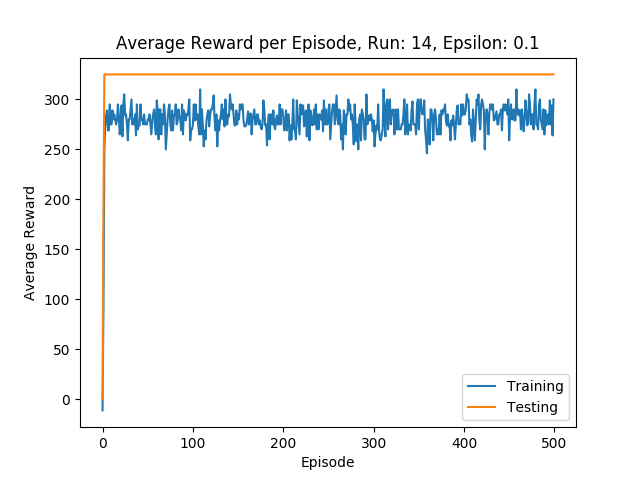 Average Reward per Episode, Run: 14, Epsilon: 0.1
Average Reward
300
250
200
150
100
50
0
0 100 200 300 400 500
Episode
Training
Testing